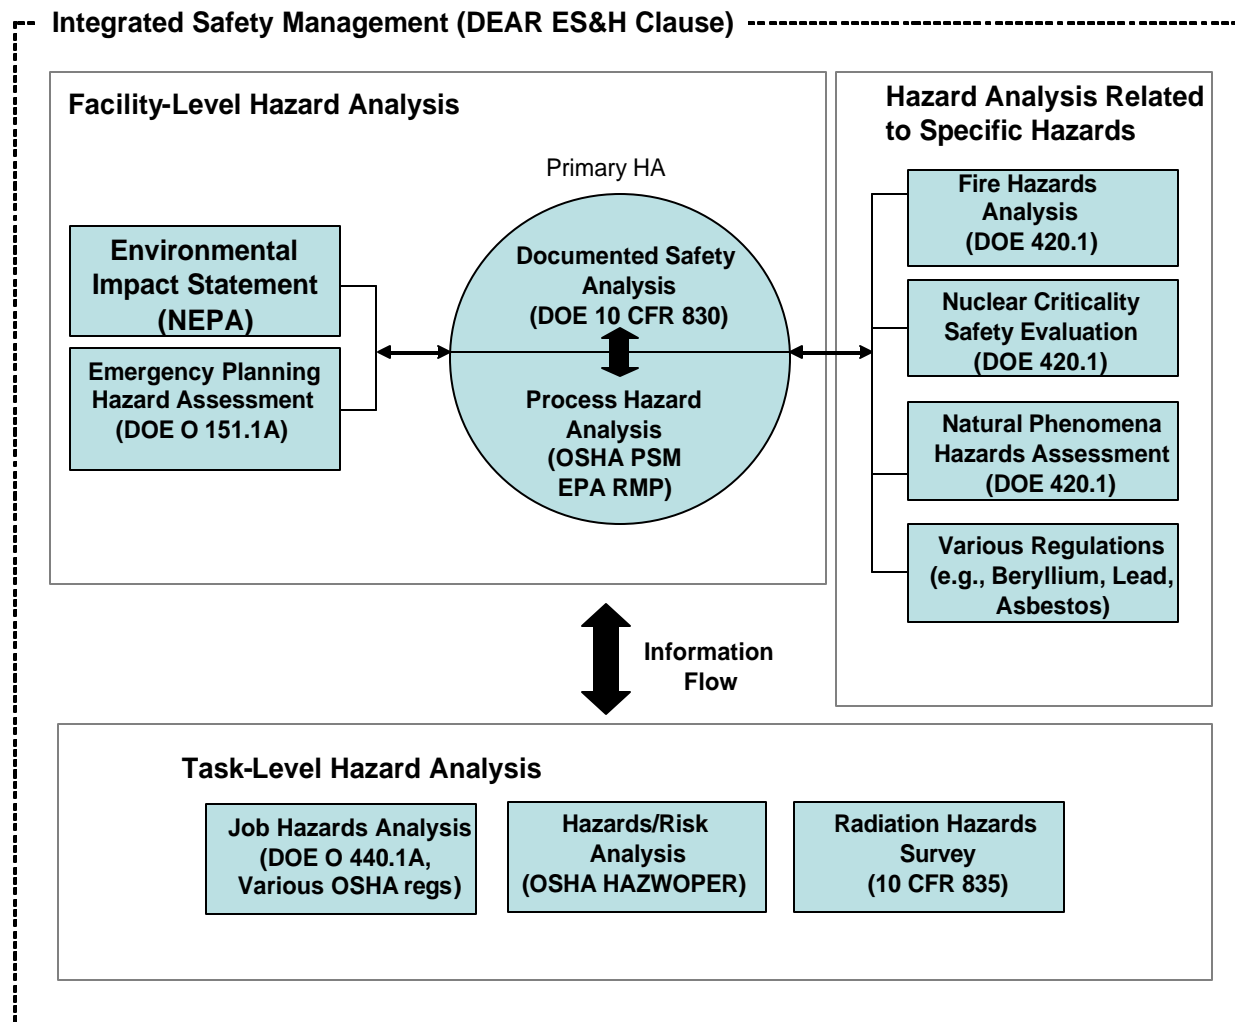 Integrated Safety Management (DEAR ES&H Clause)
Facility-Level Hazard Analysis
Primary HA
Environmental
Impact Statement
(NEPA)
Emergency Planning
Hazard Assessment
(DOE O 151.1A)
Documented Safety
Analysis
(DOE 10 CFR 830)
Process Hazard
Analysis
(OSHA PSM
EPA RMP)
Hazard Analysis Related
to Specific Hazards
Fire Hazards
Analysis
(DOE 420.1)
Nuclear Criticality
Safety Evaluation
(DOE 420.1)
Natural Phenomena
Hazards Assessment
(DOE 420.1)
Various Regulations
(e.g., Beryllium, Lead,
Asbestos)
Information
Flow
Task-Level Hazard Analysis
Job Hazards Analysis
(DOE O 440.1A,
Various OSHA regs)
Hazards/Risk
Analysis
(OSHA HAZWOPER)
Radiation Hazards
Survey
(10 CFR 835)